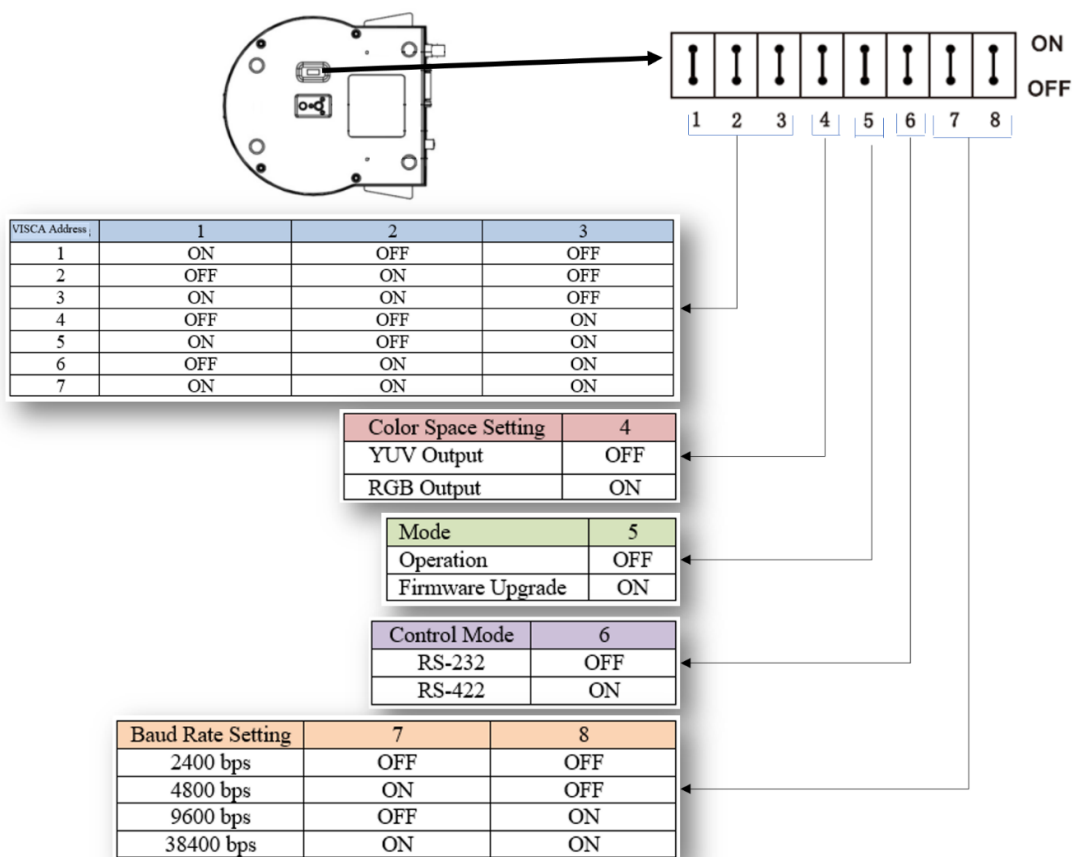 ON
OFF
1 2 3 4 5 6 7 8
VISCA Address 1 2 3
1 ON OFF OFF
2 OFF ON OFF
3 ON ON OFF
4 OFF OFF ON
5 ON OFF ON
6 OFF ON ON
7 ON ON ON
Color Space Setting 4
YUV Output OFF
RGB Output ON
Mode 5
Operation OFF
Firmware Upgrade ON
Control Mode 6
RS-232 OFF
RS-422 ON
Baud Rate Setting 7 8
2400 bps OFF OFF
4800 bps ON OFF
9600 bps OFF ON
38400 bps ON ON